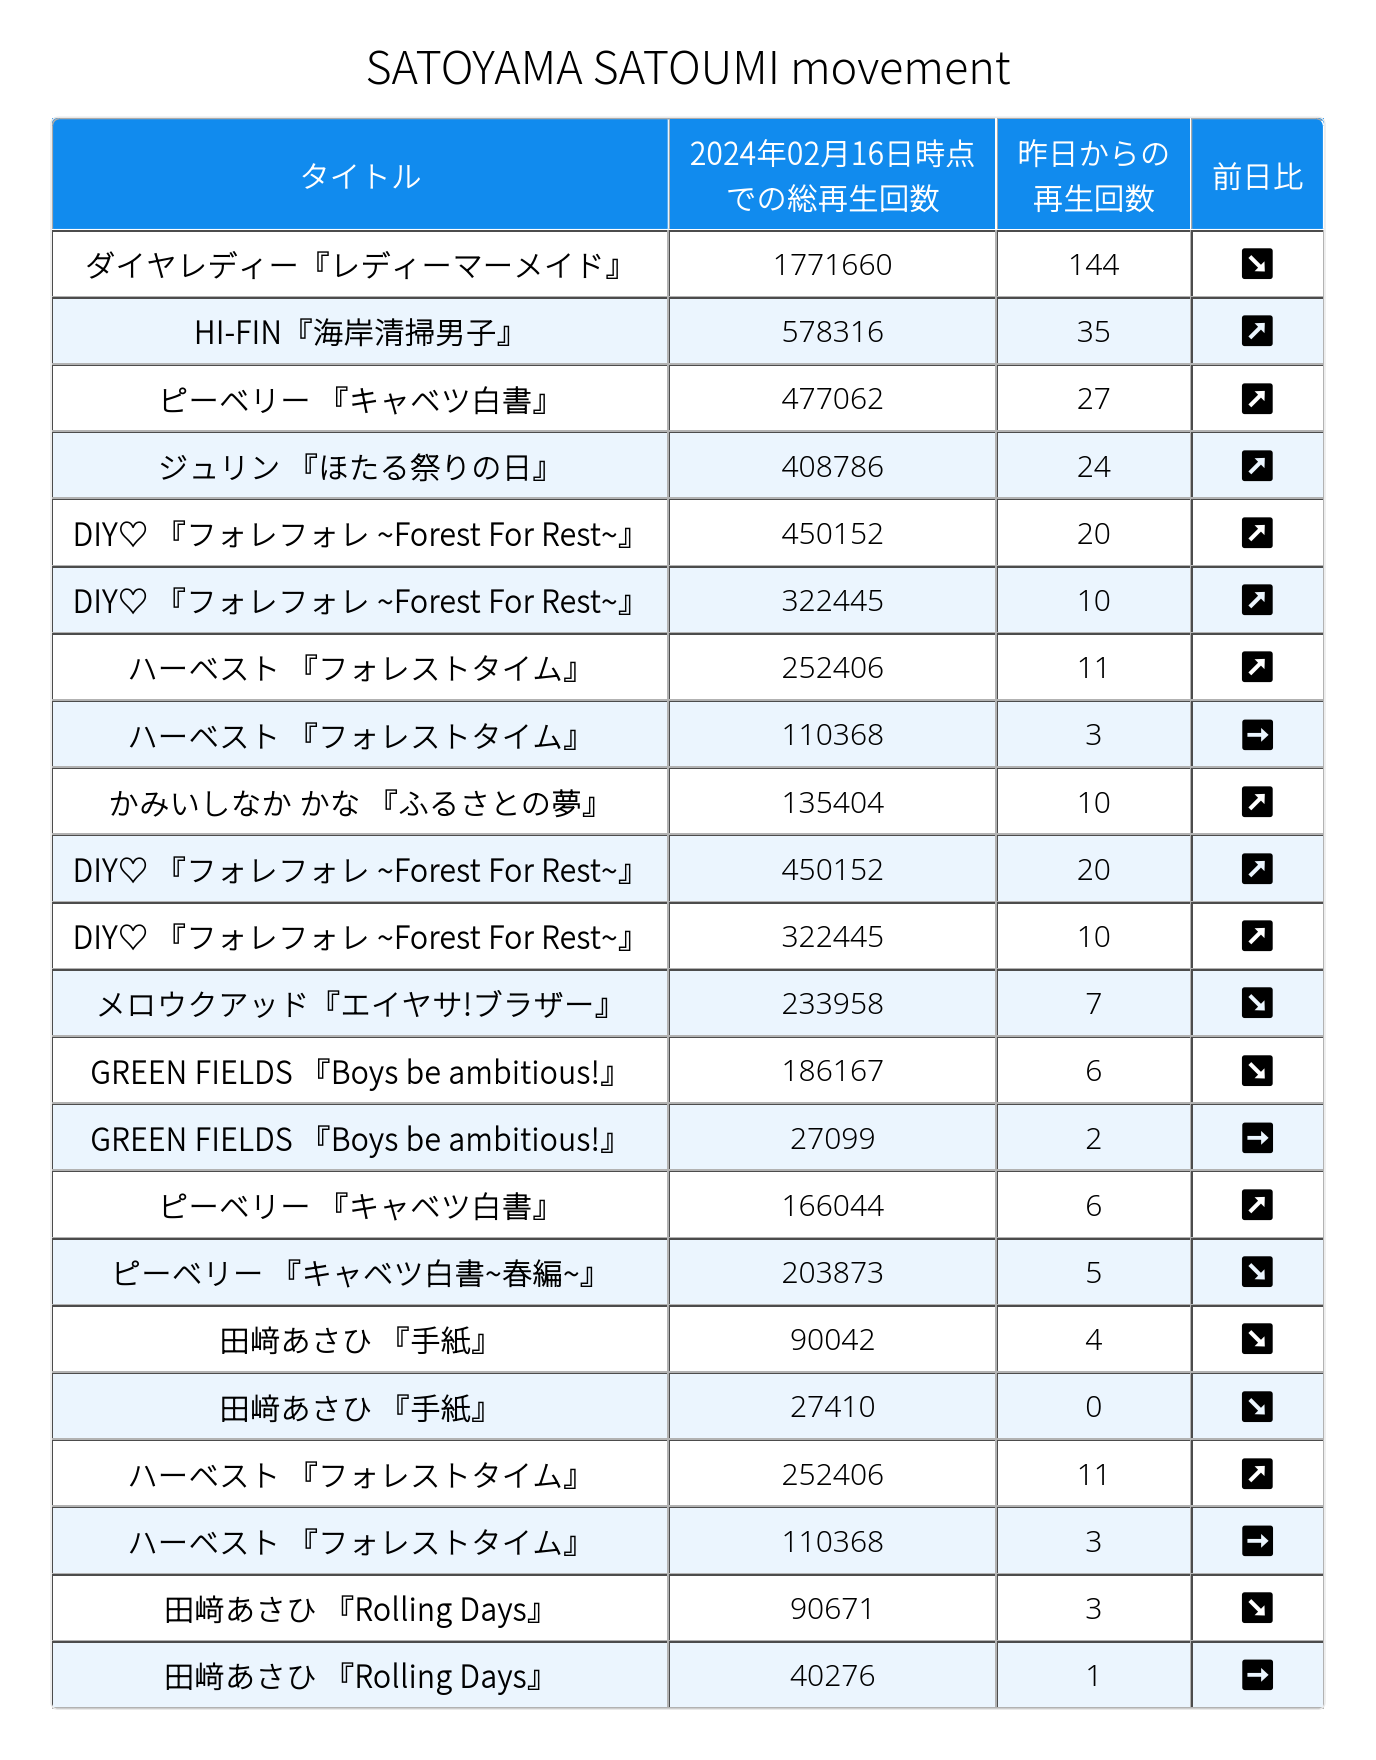 SATOYAMA SATOUMI movement
タイトル 2024年02月16日時点での総再生回数 昨日からの再生回数 前日比
ダイヤレディー『レディーマーメイド』 1771660 144 ↘
HI-FIN『海岸清掃男子』 578316 35 ↗
ピーベリー 『キャベツ白書』 477062 27 ↗
ジュリン 『ほたる祭りの日』 408786 24 ↗
DIY♡ 『フォレフォレ ~Forest For Rest~』 450152 20 ↗
DIY♡ 『フォレフォレ ~Forest For Rest~』 322445 10 ↗
ハーベスト 『フォレストタイム』 252406 11 ↗
ハーベスト 『フォレストタイム』 110368 3 →
かみいしなか かな 『ふるさとの夢』 135404 10 ↗
DIY♡ 『フォレフォレ ~Forest For Rest~』 450152 20 ↗
DIY♡ 『フォレフォレ ~Forest For Rest~』 322445 10 ↗
メロウクアッド『エイヤサ!ブラザー』 233958 7 ↘
GREEN FIELDS 『Boys be ambitious!』 186167 6 ↘
GREEN FIELDS 『Boys be ambitious!』 27099 2 →
ピーベリー 『キャベツ白書』 166044 6 ↗
ピーベリー 『キャベツ白書~春編~』 203873 5 ↘
田﨑あさひ 『手紙』 90042 4 ↘
田﨑あさひ 『手紙』 27410 0 ↘
ハーベスト 『フォレストタイム』 252406 11 ↗
ハーベスト 『フォレストタイム』 110368 3 →
田﨑あさひ 『Rolling Days』 90671 3 ↘
田﨑あさひ 『Rolling Days』 40276 1 →